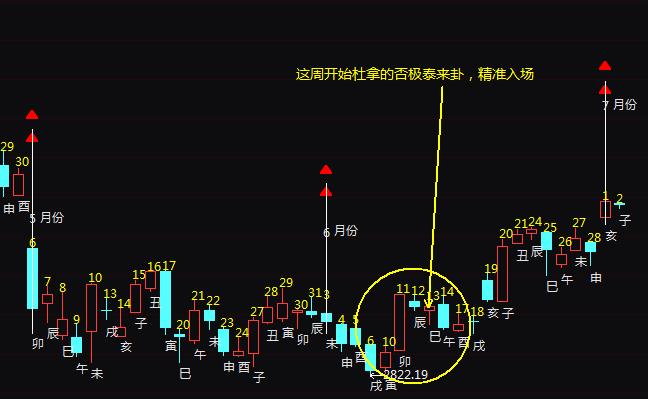 这周开始杜拿的否极泰来卦，精准入场
7 月份
29
30
申
酉
5 月份
6 月份
6
卯
7
辰
8
巳
9
午
10
未
13
戌
14
亥
15
子
16
丑
17
寅
20
巳
21
午
22
未
23
申
24
酉
27
子
28
丑
29
寅
30
卯
31
辰
3
未
4
申
5
酉
6
戌
2822.19
10
寅
11
卯
12
辰
13
巳
14
午
17
酉
18
戌
19
亥
20
子
21
丑
24
辰
25
巳
26
午
27
未
28
申
1
亥
2
子